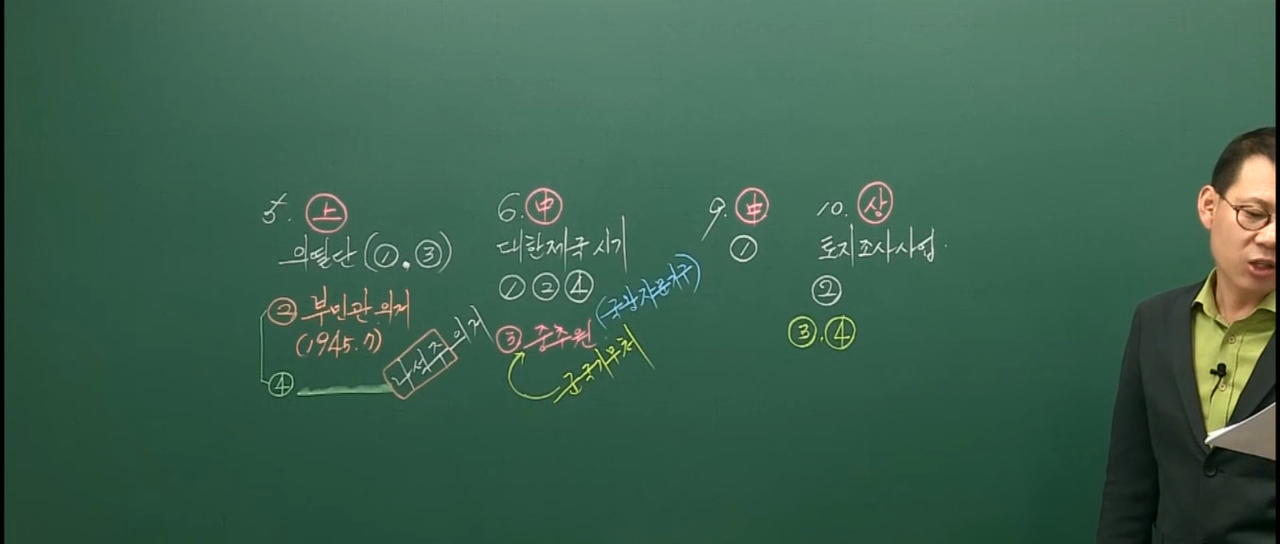 5. 上
의열단 (①. ③)
② 부민관 의거
(1945. 7)
④ 나석주 의거
6. 中
대한제국 시기
① ② ④
③ 중추원 (국왕 자문기구)
군국기무처
9. 中
①
10. 상
토지조사사업.
②
③. ④